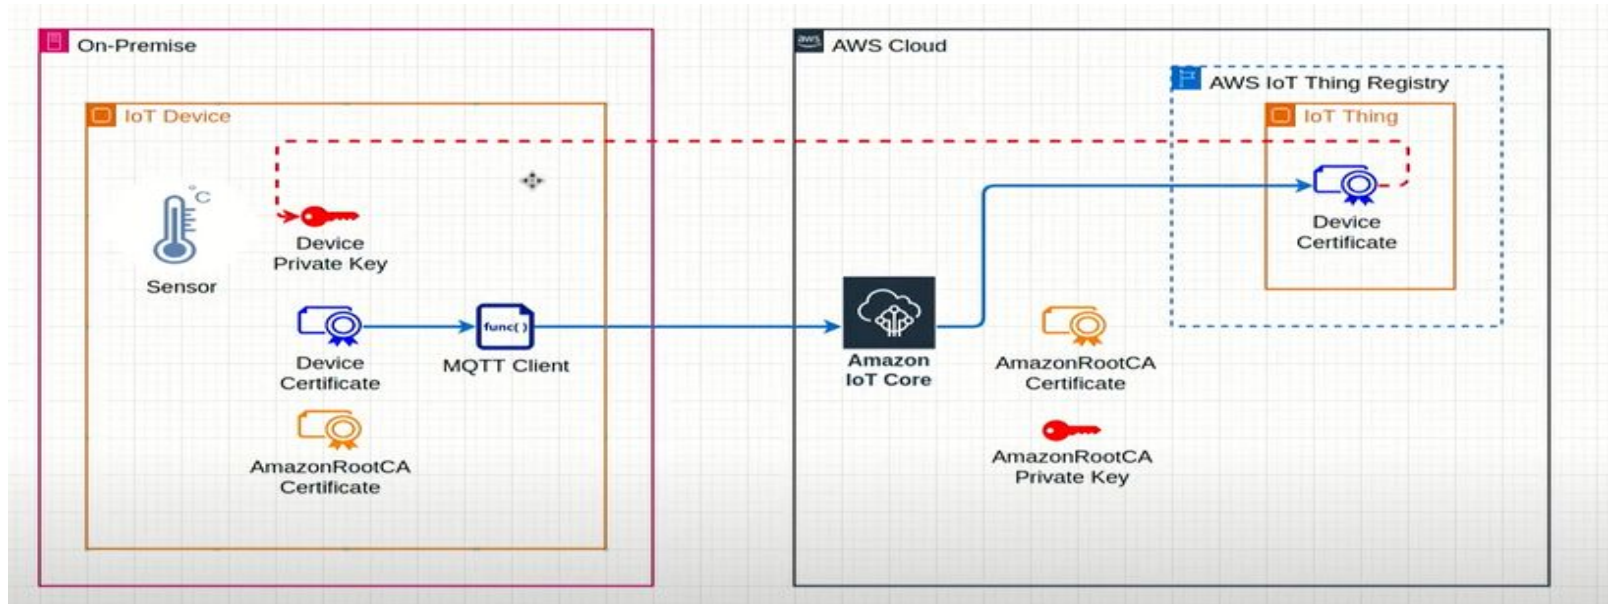 On-Premise
IoT Device
°C
Sensor
Device
Private Key
Device
Certificate
func()
MQTT Client
AmazonRootCA
Certificate
aws
AWS Cloud
AWS IoT Thing Registry
IoT Thing
Device
Certificate
Amazon
IoT Core
AmazonRootCA
Certificate
AmazonRootCA
Private Key